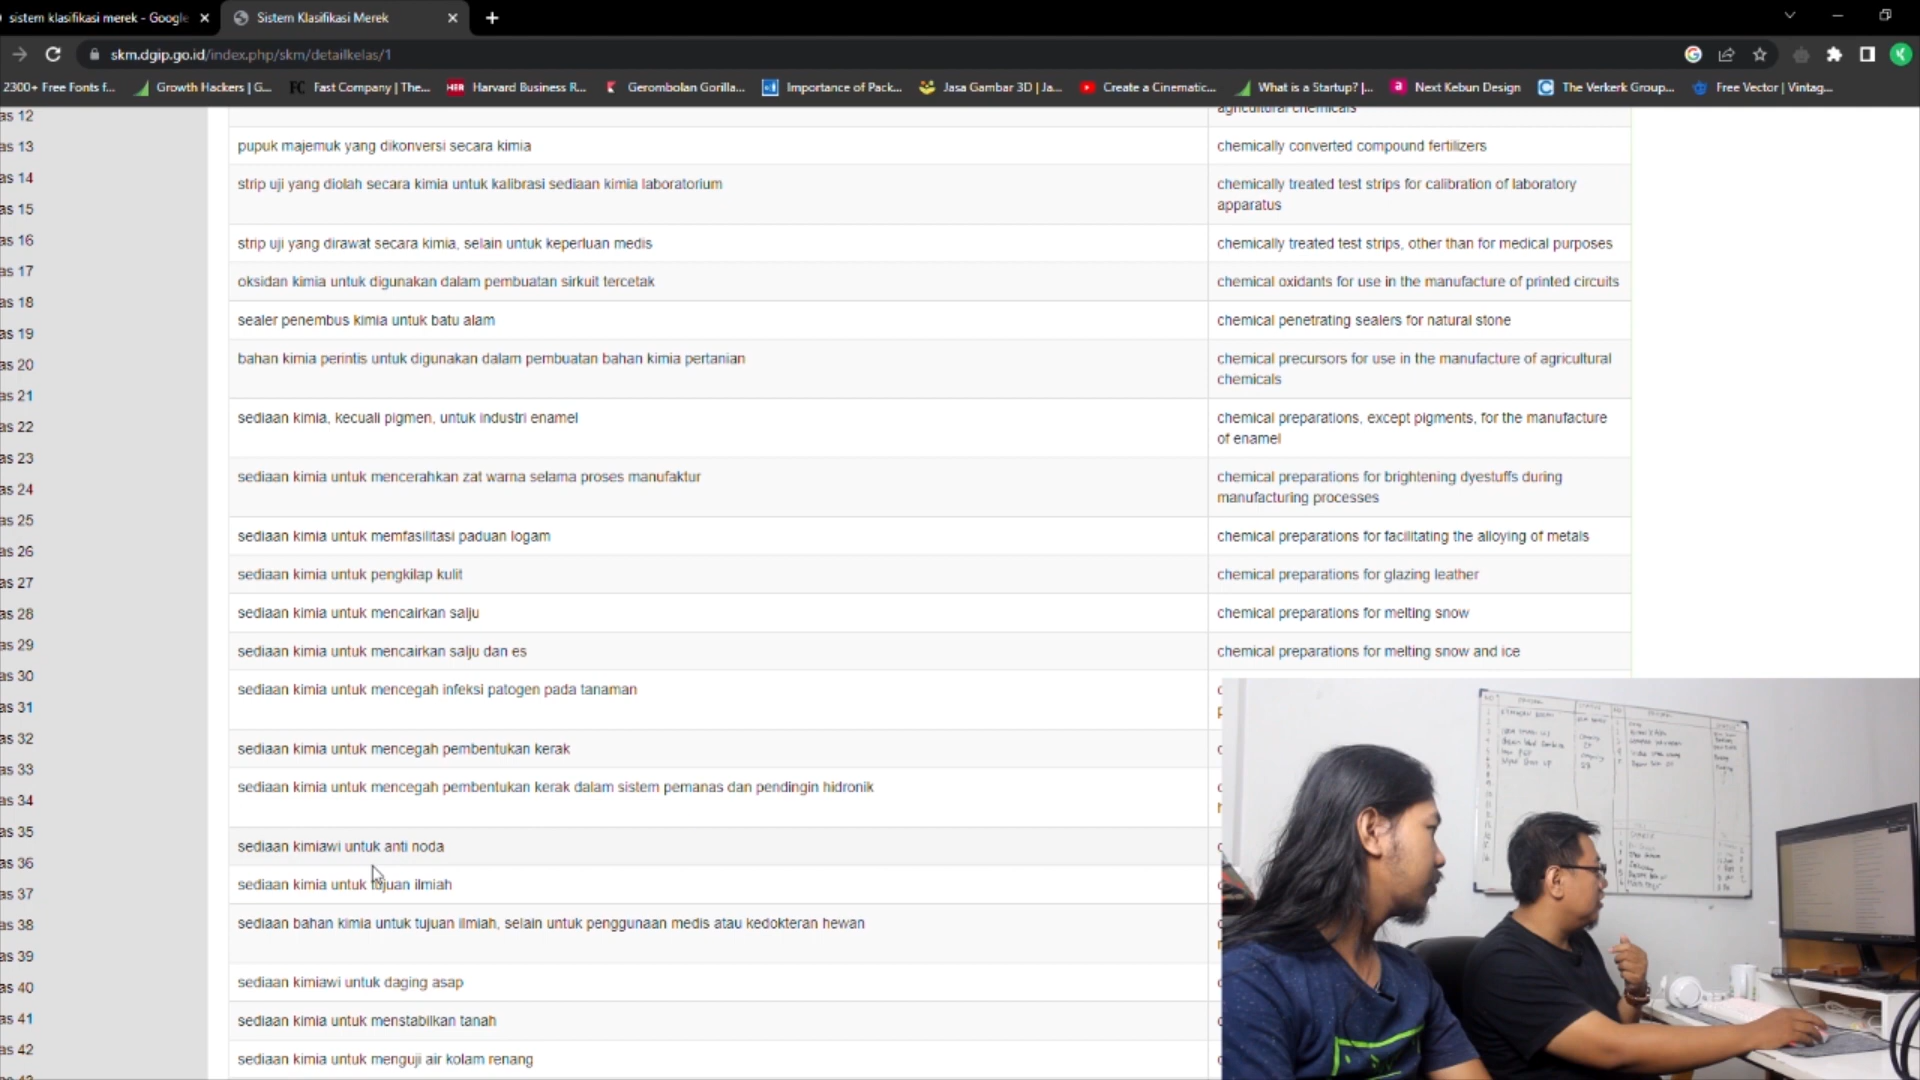 sistem klasifikasi merek - Google
Sistem Klasifikasi Merek
skm.dgip.go.id/index.php/skm/detailkelas/1
2300+ Free Fonts f...
Growth Hackers | G...
FC Fast Company | The...
HBR Harvard Business R...
Gerombolan Gorilla...
Importance of Pack...
Jasa Gambar 3D | Ja...
Create a Cinematic...
What is a Startup? |...
Next Kebun Design
The Verkerk Group...
Free Vector | Vintag...
as 12
as 13
as 14
as 15
as 16
as 17
as 18
as 19
as 20
as 21
as 22
as 23
as 24
as 25
as 26
as 27
as 28
as 29
as 30
as 31
as 32
as 33
as 34
as 35
as 36
as 37
as 38
as 39
as 40
as 41
as 42
agricultural chemicals
pupuk majemuk yang dikonversi secara kimia
chemically converted compound fertilizers
strip uji yang diolah secara kimia untuk kalibrasi sediaan kimia laboratorium
chemically treated test strips for calibration of laboratory
apparatus
strip uji yang dirawat secara kimia, selain untuk keperluan medis
chemically treated test strips, other than for medical purposes
oksidan kimia untuk digunakan dalam pembuatan sirkuit tercetak
chemical oxidants for use in the manufacture of printed circuits
sealer penembus kimia untuk batu alam
chemical penetrating sealers for natural stone
bahan kimia perintis untuk digunakan dalam pembuatan bahan kimia pertanian
chemical precursors for use in the manufacture of agricultural
chemicals
sediaan kimia, kecuali pigmen, untuk industri enamel
chemical preparations, except pigments, for the manufacture
of enamel
sediaan kimia untuk mencerahkan zat warna selama proses manufaktur
chemical preparations for brightening dyestuffs during
manufacturing processes
sediaan kimia untuk memfasilitasi paduan logam
chemical preparations for facilitating the alloying of metals
sediaan kimia untuk pengkilap kulit
chemical preparations for glazing leather
sediaan kimia untuk mencairkan salju
chemical preparations for melting snow
sediaan kimia untuk mencairkan salju dan es
chemical preparations for melting snow and ice
sediaan kimia untuk mencegah infeksi patogen pada tanaman
sediaan kimia untuk mencegah pembentukan kerak
sediaan kimia untuk mencegah pembentukan kerak dalam sistem pemanas dan pendingin hidronik
sediaan kimiawi untuk anti noda
sediaan kimia untuk tujuan ilmiah
sediaan bahan kimia untuk tujuan ilmiah, selain untuk penggunaan medis atau kedokteran hewan
sediaan kimiawi untuk daging asap
sediaan kimia untuk menstabilkan tanah
sediaan kimia untuk menguji air kolam renang